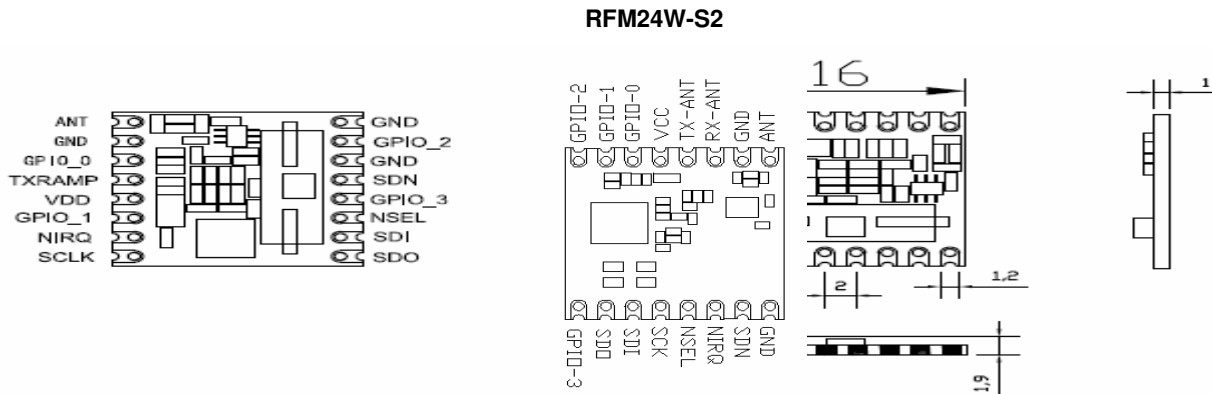 RFM24W-S2
ANT
GND
GPIO_0
TXRAMP
VDD
GPIO_1
NIRQ
SCLK
GND
GPIO_2
GND
SDN
GPIO_3
NSEL
SDI
SDO
GPIO-2
GPIO-1
GPIO-0
VCC
TX-ANT
RX-ANT
GND
ANT
GPIO-3
SDO
SDI
SCK
NSEL
NIRQ
SDN
GND
16
2
1,2
1,9
1